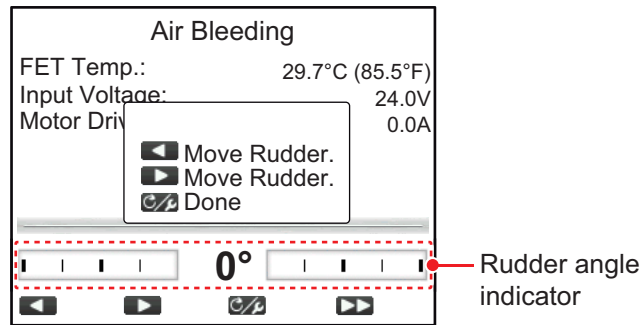 Air Bleeding
FET Temp.: 29.7°C (85.5°F)
Input Voltage: 24.0V
Motor Driv 0.0A
Move Rudder.
Move Rudder.
Done
0°
Rudder angle
indicator